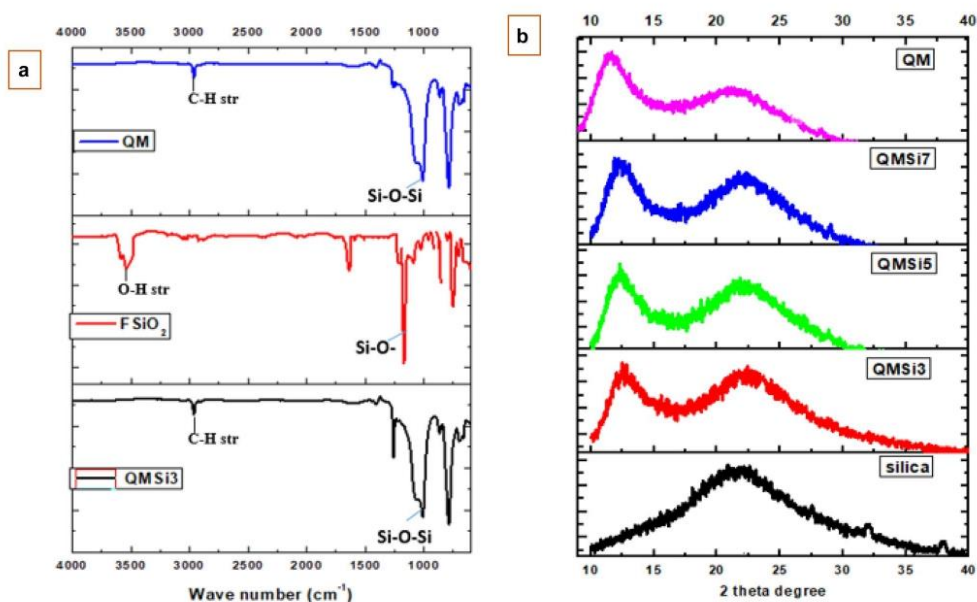 a
4000 3500 3000 2500 2000 1500 1000
C-H str
QM
Si-O-Si
O-H str
FSiO₂
Si-O-
C-H str
QMSi3
Si-O-Si
4000 3500 3000 2500 2000 1500 1000
Wave number (cm⁻¹)
b
10 15 20 25 30 35 40
QM
QMSi7
QMSi5
QMSi3
silica
10 15 20 25 30 35 40
2 theta degree